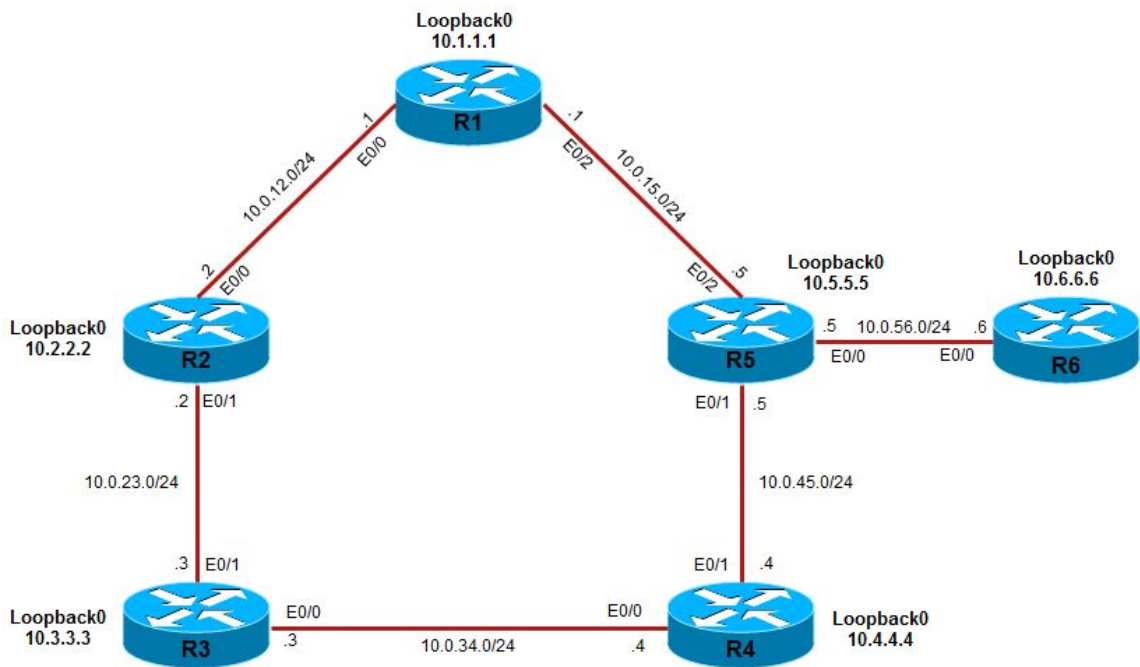 Loopback0
10.1.1.1
R1
.1
E0/0
.1
E0/2
10.0.12.0/24
10.0.15.0/24
.2
E0/0
.5
E0/2
Loopback0
10.5.5.5
Loopback0
10.6.6.6
Loopback0
10.2.2.2
R2
R5
.5
10.0.56.0/24
.6
E0/0
E0/0
R6
.2
E0/1
E0/1
.5
10.0.23.0/24
10.0.45.0/24
.3
E0/1
E0/1
.4
Loopback0
10.3.3.3
R3
E0/0
.3
10.0.34.0/24
E0/0
.4
R4
Loopback0
10.4.4.4